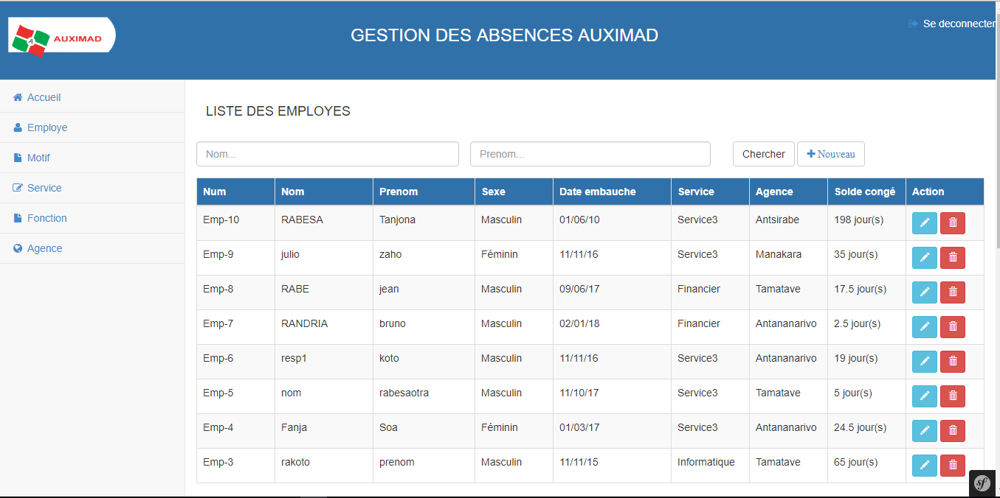 AUXIMAD
GESTION DES ABSENCES AUXIMAD
Se deconnecter
Accueil
Employe
Motif
Service
Fonction
Agence
LISTE DES EMPLOYES
Nom... Prenom... Chercher Nouveau
Num Nom Prenom Sexe Date embauche Service Agence Solde congé Action
Emp-10 RABESA Tanjona Masculin 01/06/10 Service3 Antsirabe 198 jour(s)
Emp-9 julio zaho Féminin 11/11/16 Service3 Manakara 35 jour(s)
Emp-8 RABE jean Masculin 09/06/17 Financier Tamatave 17.5 jour(s)
Emp-7 RANDRIA bruno Masculin 02/01/18 Financier Antananarivo 2.5 jour(s)
Emp-6 resp1 koto Masculin 11/11/16 Service3 Antananarivo 19 jour(s)
Emp-5 nom rabesaotra Masculin 11/10/17 Service3 Tamatave 5 jour(s)
Emp-4 Fanja Soa Féminin 01/03/17 Service3 Antananarivo 24.5 jour(s)
Emp-3 rakoto prenom Masculin 11/11/15 Informatique Tamatave 65 jour(s)
sf